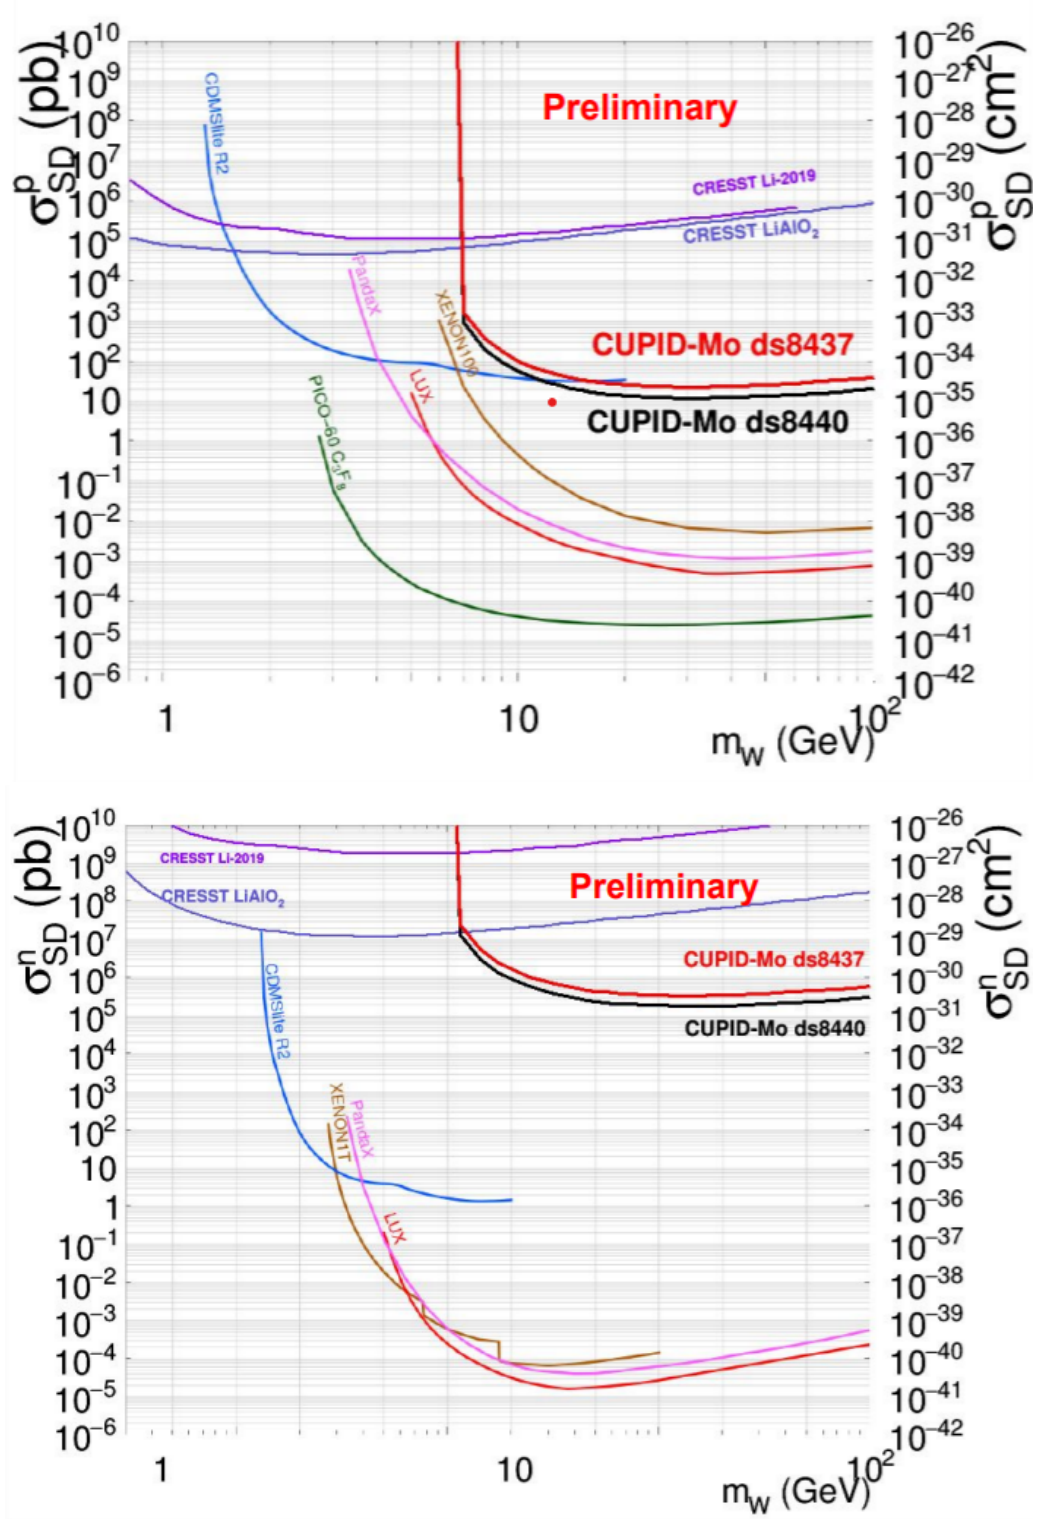 σ^p_SD (pb)
10^10
10^9
10^8
10^7
10^6
10^5
10^4
10^3
10^2
10
1
10^−1
10^−2
10^−3
10^−4
10^−5
10^−6
CDMSlite R2
Preliminary
CRESST Li-2019
CRESST LiAlO₂
PandaX
XENON100
CUPID-Mo ds8437
LUX
CUPID-Mo ds8440
PICO−60 C₃F₈
10^−26
10^−27
10^−28
10^−29
10^−30
10^−31
10^−32
10^−33
10^−34
10^−35
10^−36
10^−37
10^−38
10^−39
10^−40
10^−41
10^−42
σ^p_SD (cm²)
1 10 10²
m_W (GeV)
σ^n_SD (pb)
10^10
10^9
10^8
10^7
10^6
10^5
10^4
10^3
10^2
10
1
10^−1
10^−2
10^−3
10^−4
10^−5
10^−6
CRESST Li-2019
Preliminary
CRESST LiAlO₂
CUPID-Mo ds8437
CDMSlite R2
CUPID-Mo ds8440
XENON1T
PandaX
LUX
10^−26
10^−27
10^−28
10^−29
10^−30
10^−31
10^−32
10^−33
10^−34
10^−35
10^−36
10^−37
10^−38
10^−39
10^−40
10^−41
10^−42
σ^n_SD (cm²)
1 10 10²
m_W (GeV)